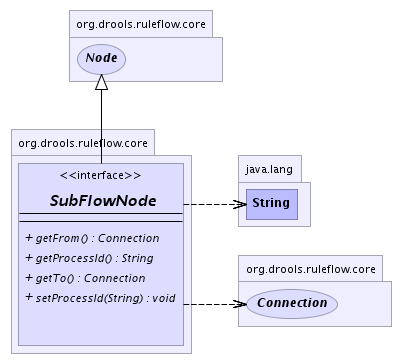 org.drools.ruleflow.core
Node
org.drools.ruleflow.core
<<interface>>
SubFlowNode
+ getFrom() : Connection
+ getProcessId() : String
+ getTo() : Connection
+ setProcessId(String) : void
java.lang
String
org.drools.ruleflow.core
Connection